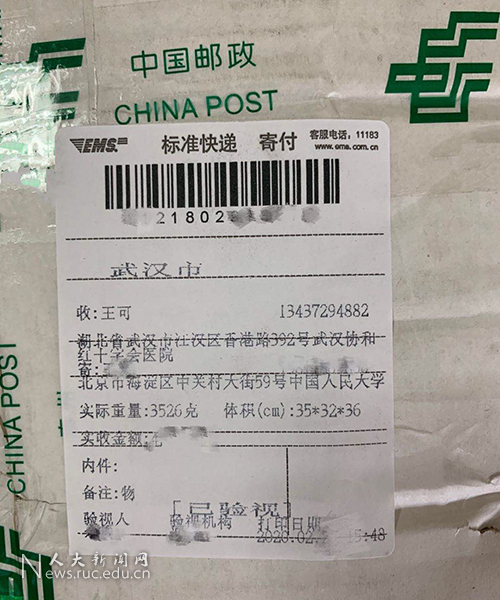 中国邮政
CHINA POST
EMS 标准快递 寄付 客服电话：11183
www.ems.com.cn
121802
武汉市
收:王可 13437294882
湖北省武汉市江汉区香港路392号武汉协和
红十字会医院
寄:
北京市海淀区中关村大街59号中国人民大学
实际重量:3526克 体积(cm):35*32*36
实收金额:
内件:
备注:物
[已验视]
验视人 验视机构 打印日期
2020.02. 15:48
CHINA POST
人大新闻网
News.ruc.edu.cn